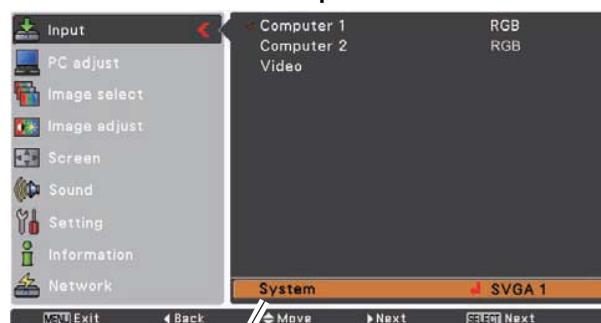 Input
PC adjust
Image select
Image adjust
Screen
Sound
Setting
Information
Network
Computer 1 RGB
Computer 2 RGB
Video
System SVGA 1
MENU Exit Back Move Next SELECT Next